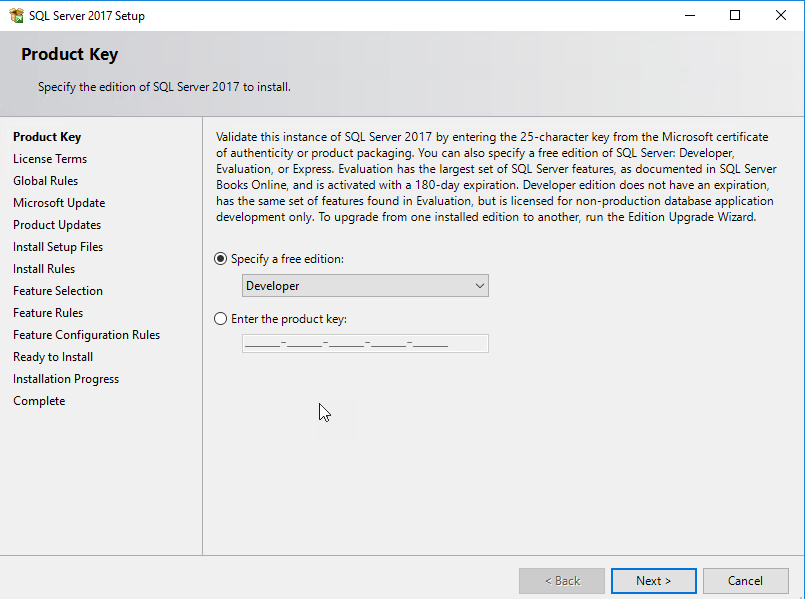 SQL Server 2017 Setup
Product Key
Specify the edition of SQL Server 2017 to install.
Product Key
License Terms
Global Rules
Microsoft Update
Product Updates
Install Setup Files
Install Rules
Feature Selection
Feature Rules
Feature Configuration Rules
Ready to Install
Installation Progress
Complete
Validate this instance of SQL Server 2017 by entering the 25-character key from the Microsoft certificate
of authenticity or product packaging. You can also specify a free edition of SQL Server: Developer,
Evaluation, or Express. Evaluation has the largest set of SQL Server features, as documented in SQL Server
Books Online, and is activated with a 180-day expiration. Developer edition does not have an expiration,
has the same set of features found in Evaluation, but is licensed for non-production database application
development only. To upgrade from one installed edition to another, run the Edition Upgrade Wizard.
Specify a free edition:
Developer
Enter the product key:
_____-_____-_____-_____-_____
< Back
Next >
Cancel